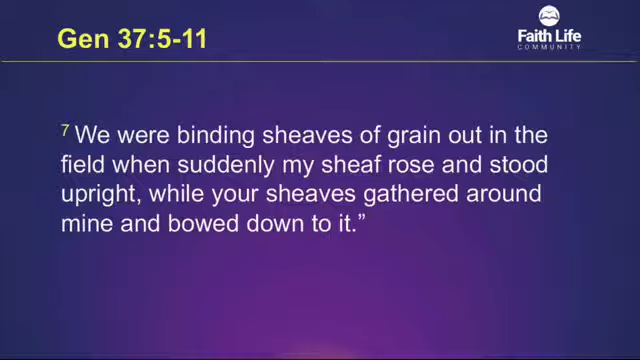 Gen 37:5-11
Faith Life
COMMUNITY
7 We were binding sheaves of grain out in the
field when suddenly my sheaf rose and stood
upright, while your sheaves gathered around
mine and bowed down to it.”